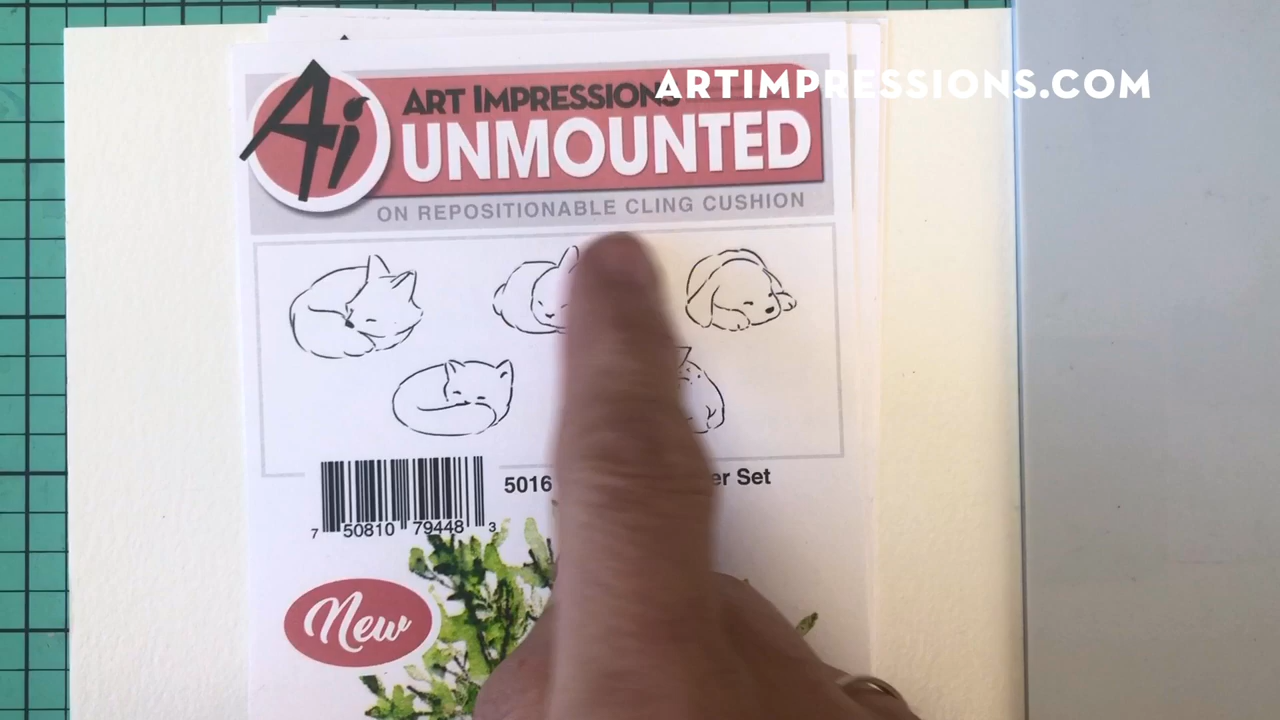 ARTIMPRESSIONS.COM
Ai
ART IMPRESSIONS
UNMOUNTED
ON REPOSITIONABLE CLING CUSHION
5016 er Set
7 50810 79448 3
New